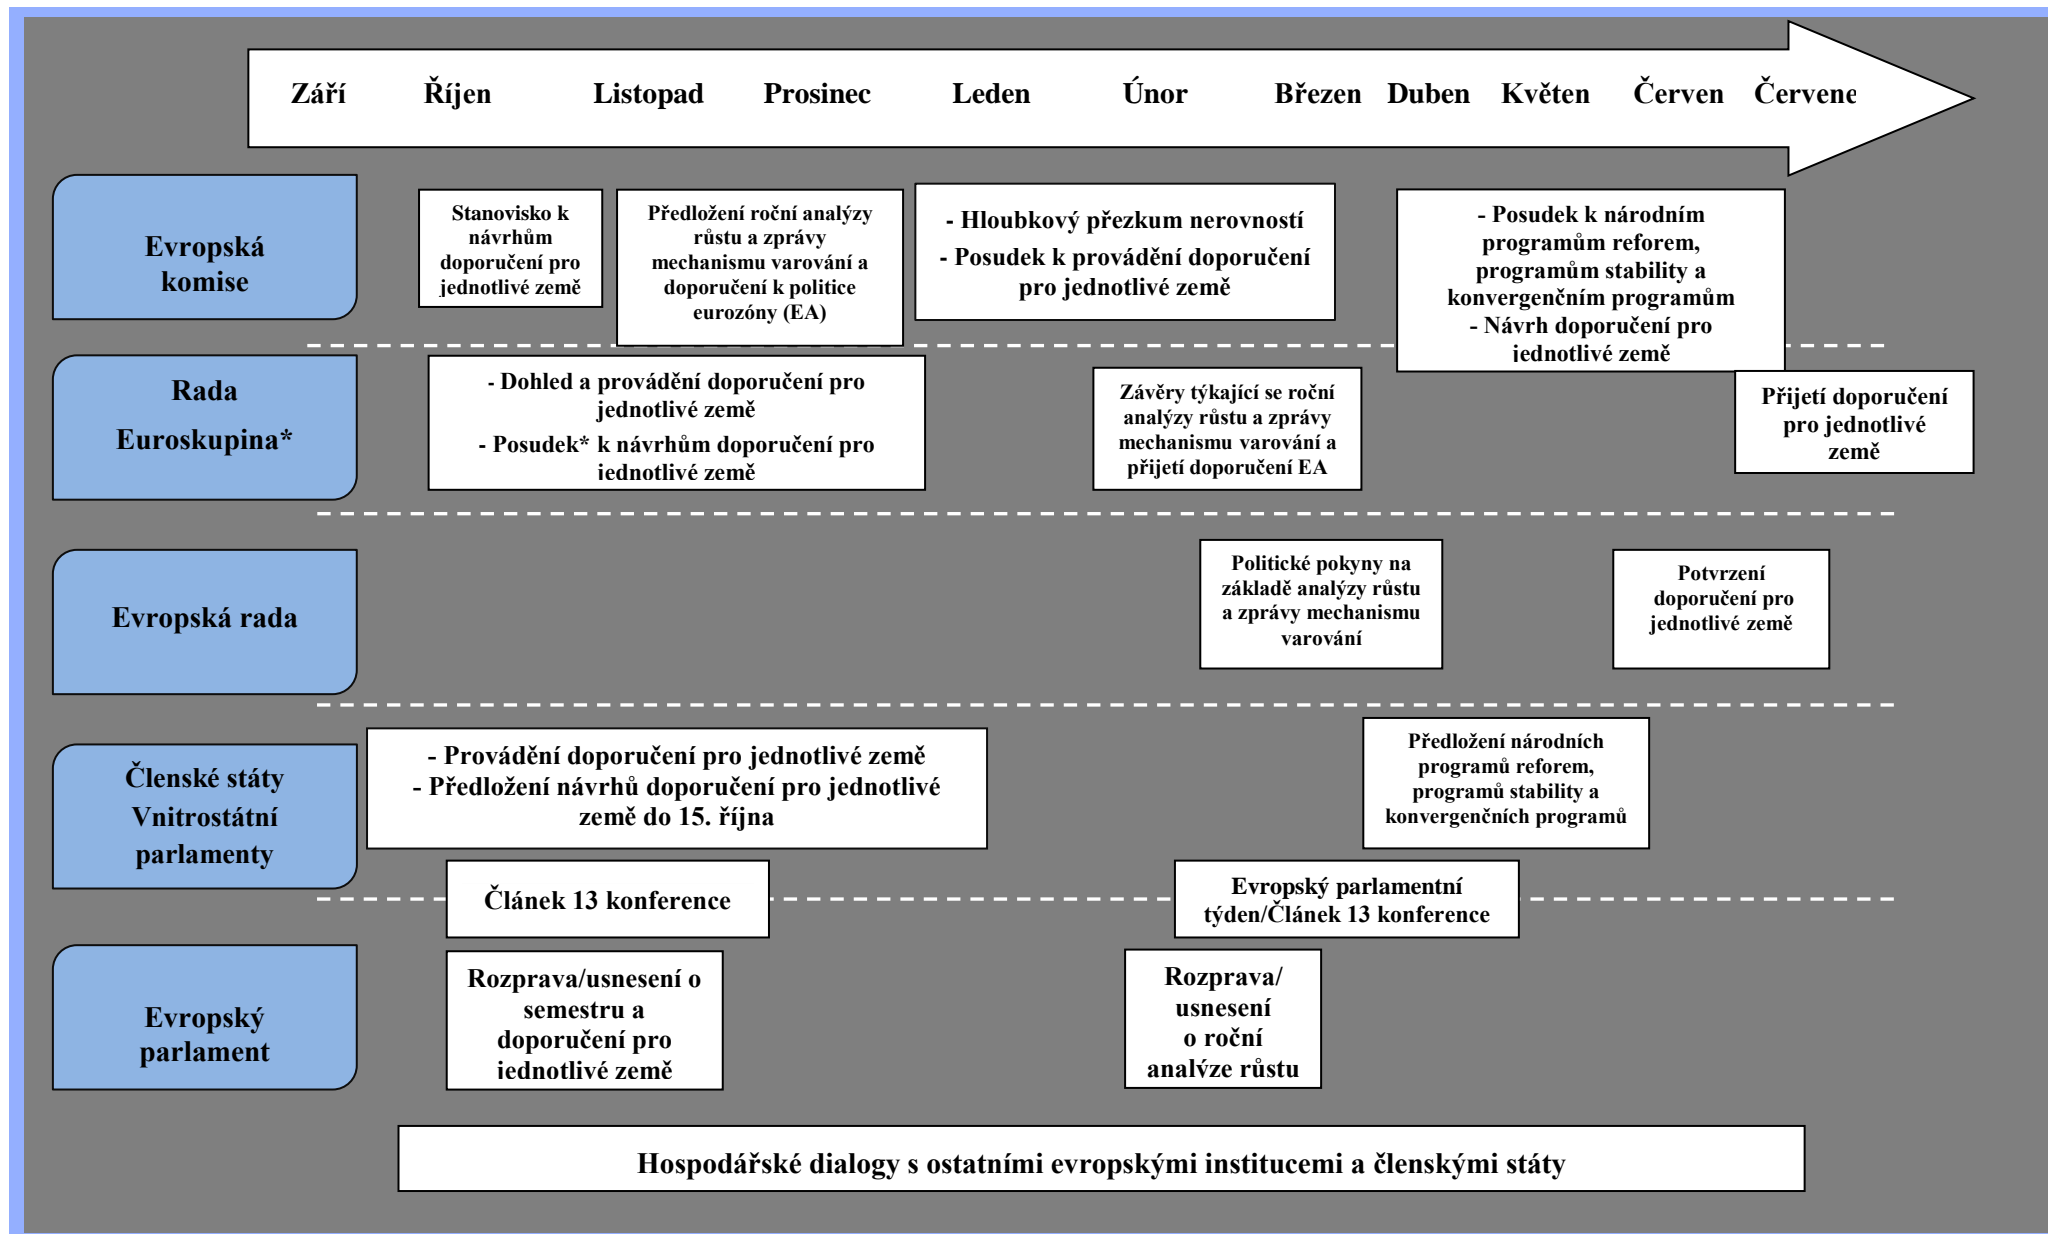 Září Říjen Listopad Prosinec Leden Únor Březen Duben Květen Červen Červene
Evropská
komise
Stanovisko k
návrhům
doporučení pro
jednotlivé země
Předložení roční analýzy
růstu a zprávy
mechanismu varování a
doporučení k politice
eurozóny (EA)
- Hloubkový přezkum nerovností
- Posudek k provádění doporučení
pro jednotlivé země
- Posudek k národním
programům reforem,
programům stability a
konvergenčním programům
- Návrh doporučení pro
jednotlivé země
Rada
Euroskupina*
- Dohled a provádění doporučení pro
jednotlivé země
- Posudek* k návrhům doporučení pro
jednotlivé země
Závěry týkající se roční
analýzy růstu a zprávy
mechanismu varování a
přijetí doporučení EA
Přijetí doporučení
pro jednotlivé
země
Evropská rada
Politické pokyny na
základě analýzy růstu
a zprávy mechanismu
varování
Potvrzení
doporučení pro
jednotlivé země
Členské státy
Vnitrostátní
parlamenty
- Provádění doporučení pro jednotlivé země
- Předložení návrhů doporučení pro jednotlivé
země do 15. října
Předložení národních
programů reforem,
programů stability a
konvergenčních programů
Článek 13 konference
Evropský parlamentní
týden/Článek 13 konference
Evropský
parlament
Rozprava/usnesení o
semestru a
doporučení pro
jednotlivé země
Rozprava/
usnesení
o roční
analýze růstu
Hospodářské dialogy s ostatními evropskými institucemi a členskými státy